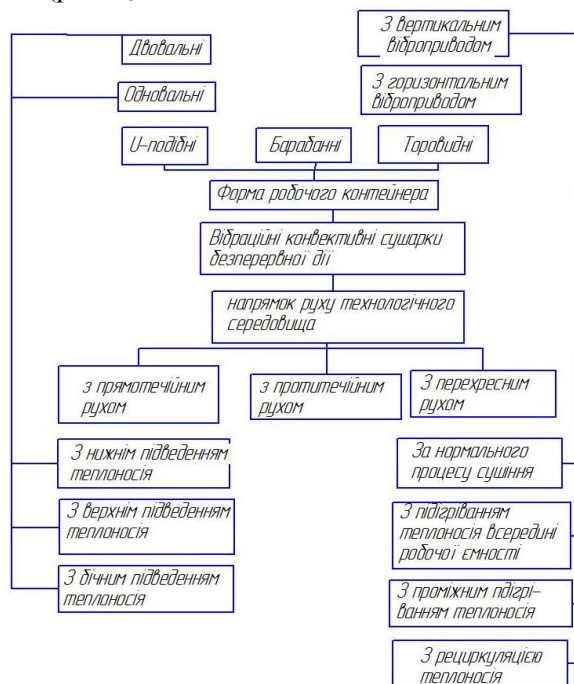 Двовальні
З вертикальним
віброприводом
Одновальні
З горизонтальним
віброприводом
U-подібні
Барабанні
Торовидні
Форма робочого контейнера
Вібраційні конвективні сушарки
безперервної дії
напрямок руху технологічного
середовища
з прямотечійним
рухом
з протитечійним
рухом
З перехресним
рухом
З нижнім підведенням
теплоносія
За нормального
процесу сушіння
З верхнім підведенням
теплоносія
З підігріванням
теплоносія всередині
робочої ємності
З бічним підведенням
теплоносія
З проміжним пдігрі-
ванням теплоносія
З рециркуляцією
теплоносія